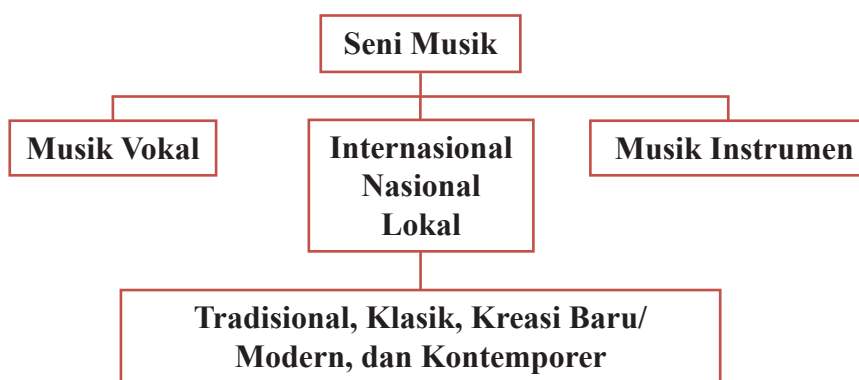 Seni Musik
Musik Vokal
Internasional
Nasional
Lokal
Musik Instrumen
Tradisional, Klasik, Kreasi Baru/
Modern, dan Kontemporer